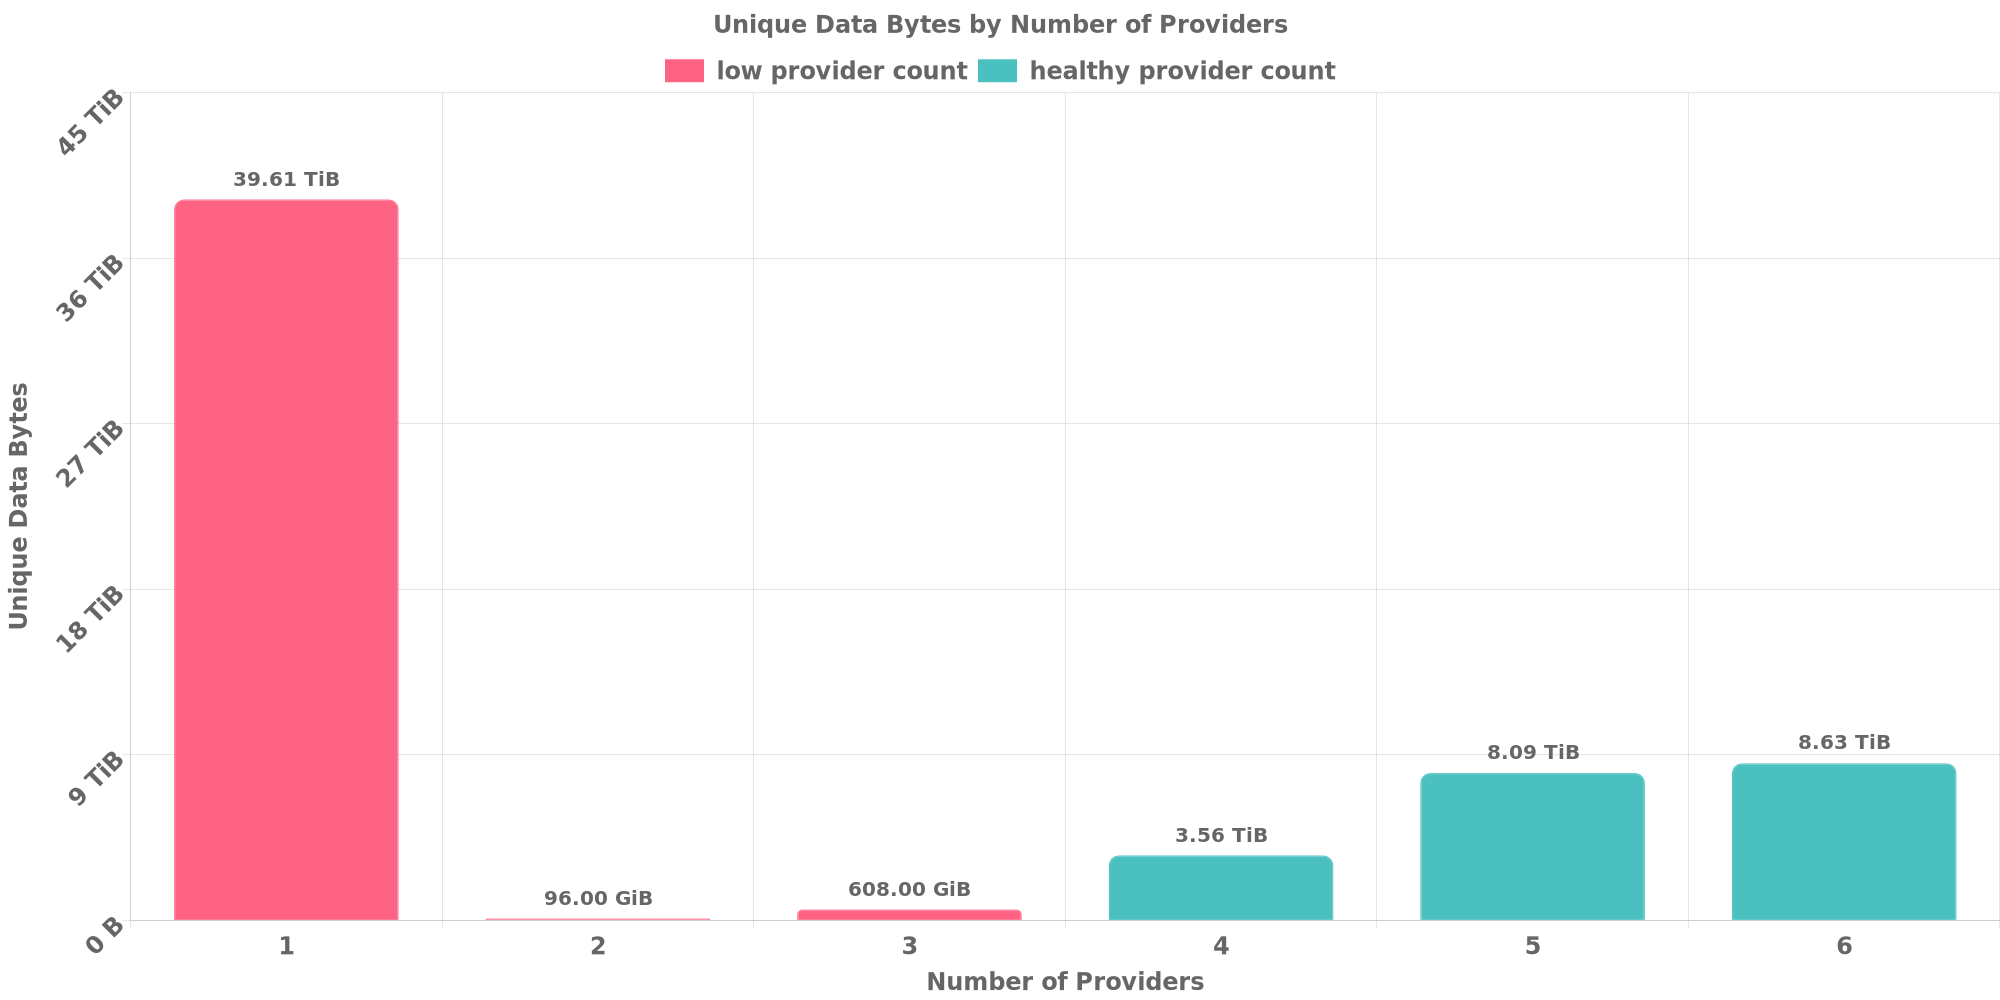 Unique Data Bytes by Number of Providers
low provider count healthy provider count
45 TiB
39.61 TiB
36 TiB
27 TiB
18 TiB
9 TiB
8.09 TiB
8.63 TiB
3.56 TiB
608.00 GiB
96.00 GiB
0 B
1 2 3 4 5 6
Number of Providers
Unique Data Bytes